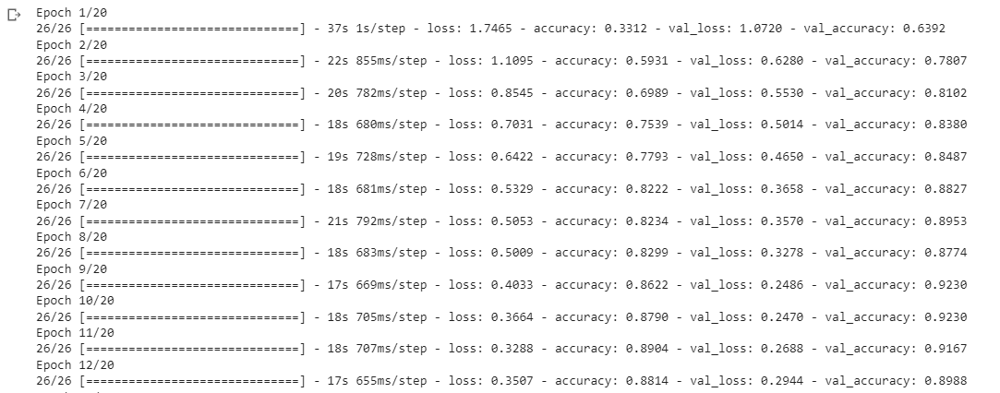 Epoch 1/20
26/26 [==============================] - 37s 1s/step - loss: 1.7465 - accuracy: 0.3312 - val_loss: 1.0720 - val_accuracy: 0.6392
Epoch 2/20
26/26 [==============================] - 22s 855ms/step - loss: 1.1095 - accuracy: 0.5931 - val_loss: 0.6280 - val_accuracy: 0.7807
Epoch 3/20
26/26 [==============================] - 20s 782ms/step - loss: 0.8545 - accuracy: 0.6989 - val_loss: 0.5530 - val_accuracy: 0.8102
Epoch 4/20
26/26 [==============================] - 18s 680ms/step - loss: 0.7031 - accuracy: 0.7539 - val_loss: 0.5014 - val_accuracy: 0.8380
Epoch 5/20
26/26 [==============================] - 19s 728ms/step - loss: 0.6422 - accuracy: 0.7793 - val_loss: 0.4650 - val_accuracy: 0.8487
Epoch 6/20
26/26 [==============================] - 18s 681ms/step - loss: 0.5329 - accuracy: 0.8222 - val_loss: 0.3658 - val_accuracy: 0.8827
Epoch 7/20
26/26 [==============================] - 21s 792ms/step - loss: 0.5053 - accuracy: 0.8234 - val_loss: 0.3570 - val_accuracy: 0.8953
Epoch 8/20
26/26 [==============================] - 18s 683ms/step - loss: 0.5009 - accuracy: 0.8299 - val_loss: 0.3278 - val_accuracy: 0.8774
Epoch 9/20
26/26 [==============================] - 17s 669ms/step - loss: 0.4033 - accuracy: 0.8622 - val_loss: 0.2486 - val_accuracy: 0.9230
Epoch 10/20
26/26 [==============================] - 18s 705ms/step - loss: 0.3664 - accuracy: 0.8790 - val_loss: 0.2470 - val_accuracy: 0.9230
Epoch 11/20
26/26 [==============================] - 18s 707ms/step - loss: 0.3288 - accuracy: 0.8904 - val_loss: 0.2688 - val_accuracy: 0.9167
Epoch 12/20
26/26 [==============================] - 17s 655ms/step - loss: 0.3507 - accuracy: 0.8814 - val_loss: 0.2944 - val_accuracy: 0.8988